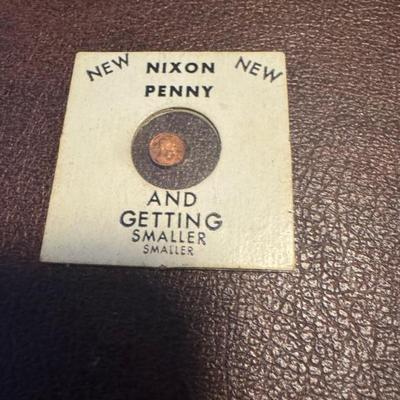 NEW NIXON NEW
PENNY
AND
GETTING
SMALLER
SMALLER